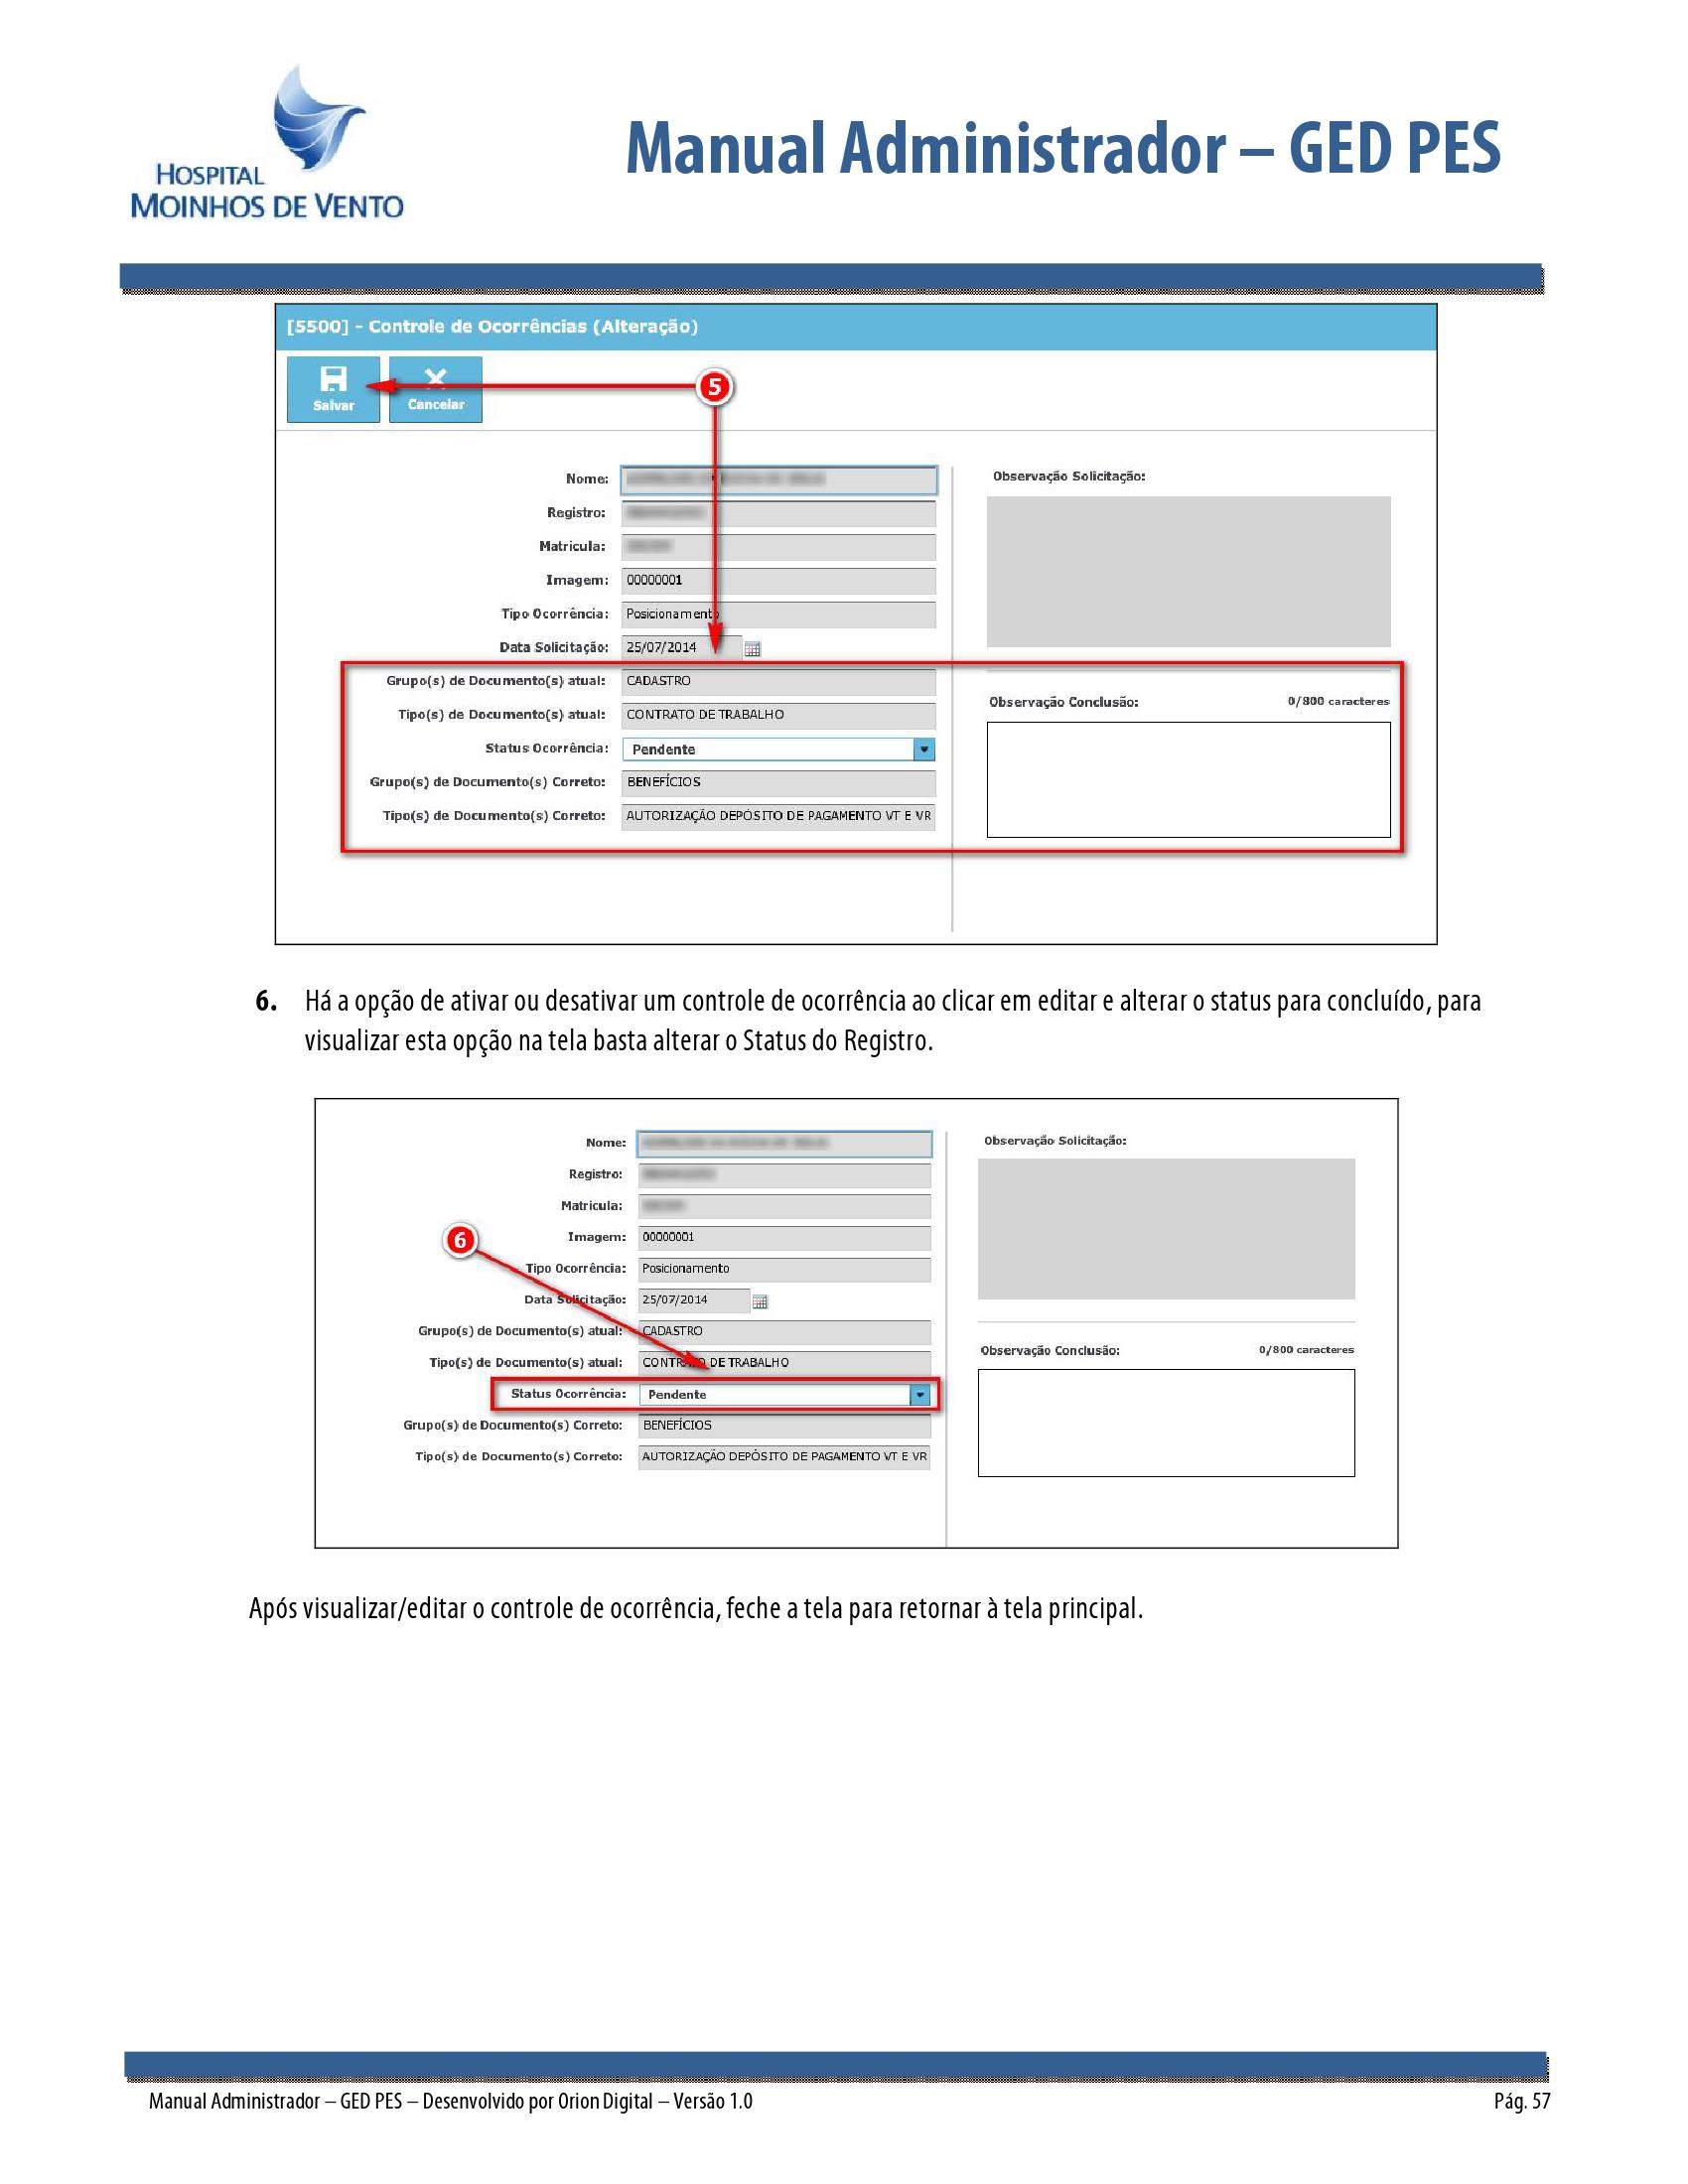 HOSPITAL
MOINHOS DE VENTO
Manual Administrador – GED PES
[5500] - Controle de Ocorrências (Alteração)
Salvar
Cancelar
5
Nome:
Registro:
Matricula:
Imagem: 00000001
Tipo Ocorrência: Posicionamento
Data Solicitação: 25/07/2014
Grupo(s) de Documento(s) atual: CADASTRO
Tipo(s) de Documento(s) atual: CONTRATO DE TRABALHO
Status Ocorrência: Pendente
Grupo(s) de Documento(s) Correto: BENEFÍCIOS
Tipo(s) de Documento(s) Correto: AUTORIZAÇÃO DEPÓSITO DE PAGAMENTO VT E VR
Observação Solicitação:
Observação Conclusão: 0/800 caracteres
6. Há a opção de ativar ou desativar um controle de ocorrência ao clicar em editar e alterar o status para concluído, para
visualizar esta opção na tela basta alterar o Status do Registro.
Nome:
Registro:
Matricula:
6
Imagem: 00000001
Tipo Ocorrência: Posicionamento
Data Solicitação: 25/07/2014
Grupo(s) de Documento(s) atual: CADASTRO
Tipo(s) de Documento(s) atual: CONTRATO DE TRABALHO
Status Ocorrência: Pendente
Grupo(s) de Documento(s) Correto: BENEFÍCIOS
Tipo(s) de Documento(s) Correto: AUTORIZAÇÃO DEPÓSITO DE PAGAMENTO VT E VR
Observação Solicitação:
Observação Conclusão: 0/800 caracteres
Após visualizar/editar o controle de ocorrência, feche a tela para retornar à tela principal.
Manual Administrador – GED PES – Desenvolvido por Orion Digital – Versão 1.0
Pág. 57